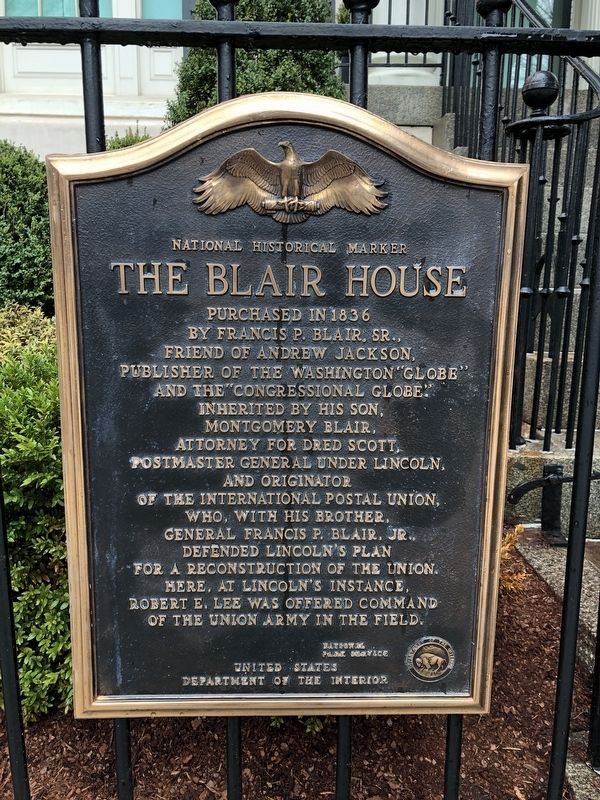 NATIONAL HISTORICAL MARKER
THE BLAIR HOUSE
PURCHASED IN 1836
BY FRANCIS P. BLAIR, SR.,
FRIEND OF ANDREW JACKSON,
PUBLISHER OF THE WASHINGTON "GLOBE"
AND THE "CONGRESSIONAL GLOBE."
INHERITED BY HIS SON,
MONTGOMERY BLAIR,
ATTORNEY FOR DRED SCOTT,
POSTMASTER GENERAL UNDER LINCOLN,
AND ORIGINATOR
OF THE INTERNATIONAL POSTAL UNION,
WHO, WITH HIS BROTHER,
GENERAL FRANCIS P. BLAIR, JR.,
DEFENDED LINCOLN'S PLAN
FOR A RECONSTRUCTION OF THE UNION.
HERE, AT LINCOLN'S INSTANCE,
ROBERT E. LEE WAS OFFERED COMMAND
OF THE UNION ARMY IN THE FIELD.
NATIONAL
PARK SERVICE
UNITED STATES
DEPARTMENT OF THE INTERIOR